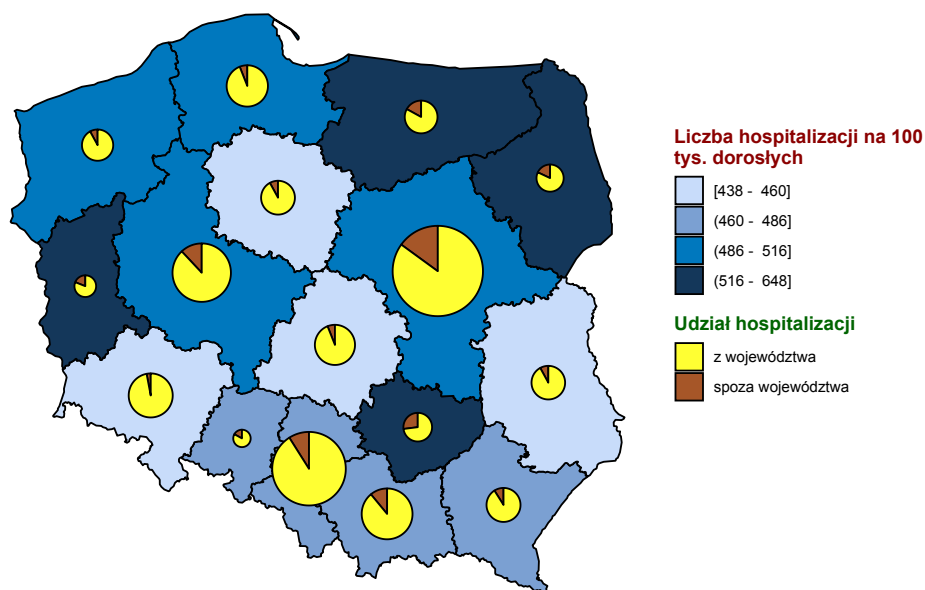 Liczba hospitalizacji na 100
tys. dorosłych
[438 - 460]
(460 - 486]
(486 - 516]
(516 - 648]
Udział hospitalizacji
z województwa
spoza województwa